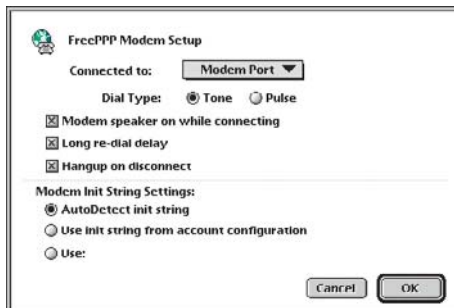 FreePPP Modem Setup
Connected to: Modem Port
Dial Type: Tone Pulse
Modem speaker on while connecting
Long re-dial delay
Hangup on disconnect
Modem Init String Settings:
AutoDetect init string
Use init string from account configuration
Use:
Cancel OK